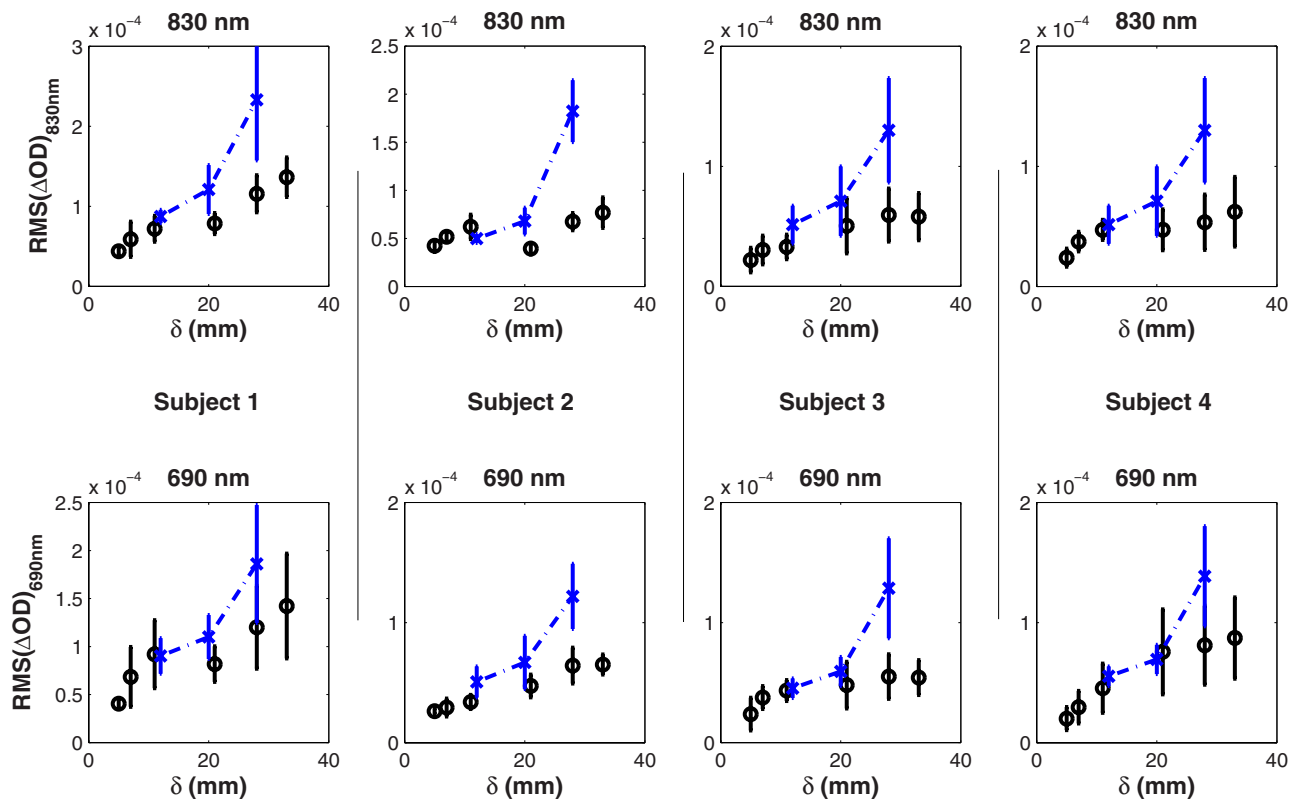 x 10⁻⁴ 830 nm
x 10⁻⁴ 830 nm
x 10⁻⁴ 830 nm
x 10⁻⁴ 830 nm
RMS(ΔOD)830nm
3
2
1
0
2.5
2
1.5
1
0.5
0
2
1
0
2
1
0
0 20 40
0 20 40
0 20 40
0 20 40
δ (mm)
δ (mm)
δ (mm)
δ (mm)
Subject 1
Subject 2
Subject 3
Subject 4
x 10⁻⁴ 690 nm
x 10⁻⁴ 690 nm
x 10⁻⁴ 690 nm
x 10⁻⁴ 690 nm
RMS(ΔOD)690nm
2.5
2
1.5
1
0.5
0
2
1
0
2
1
0
2
1
0
0 20 40
0 20 40
0 20 40
0 20 40
δ (mm)
δ (mm)
δ (mm)
δ (mm)